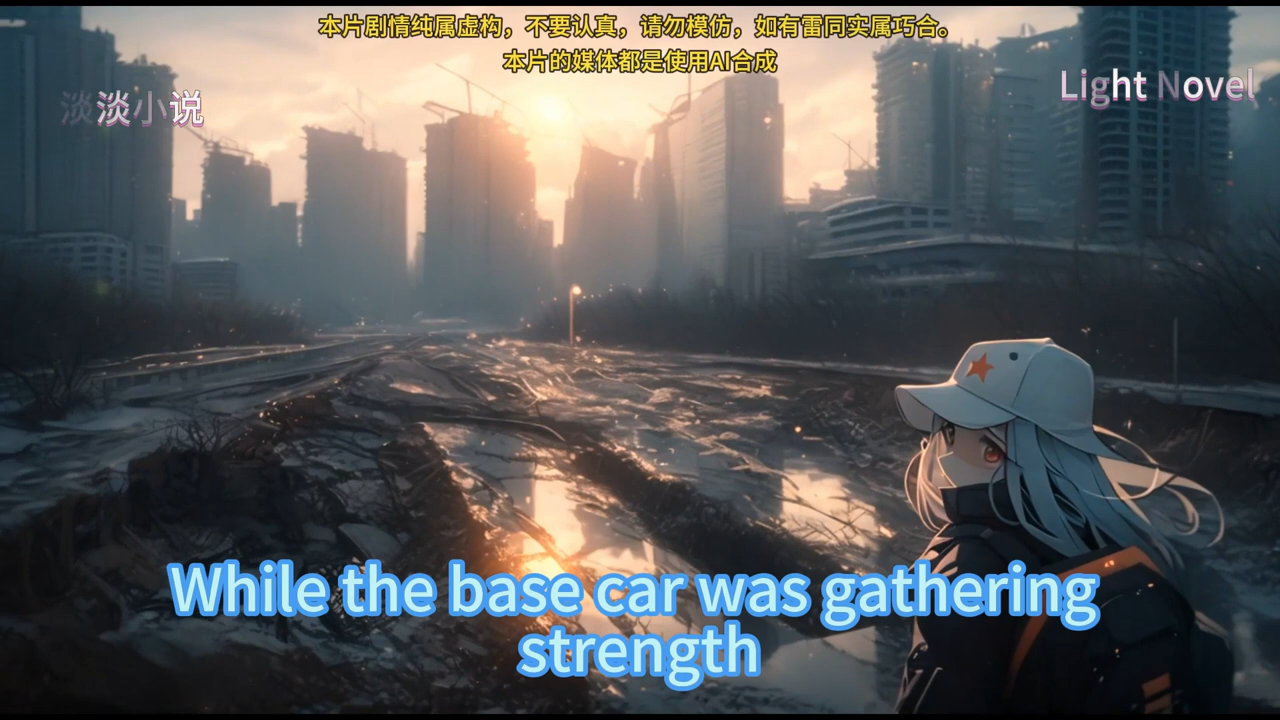 本片剧情纯属虚构，不要认真，请勿模仿，如有雷同实属巧合。
本片的媒体都是使用AI合成
淡淡小说
Light Novel
While the base car was gathering
strength